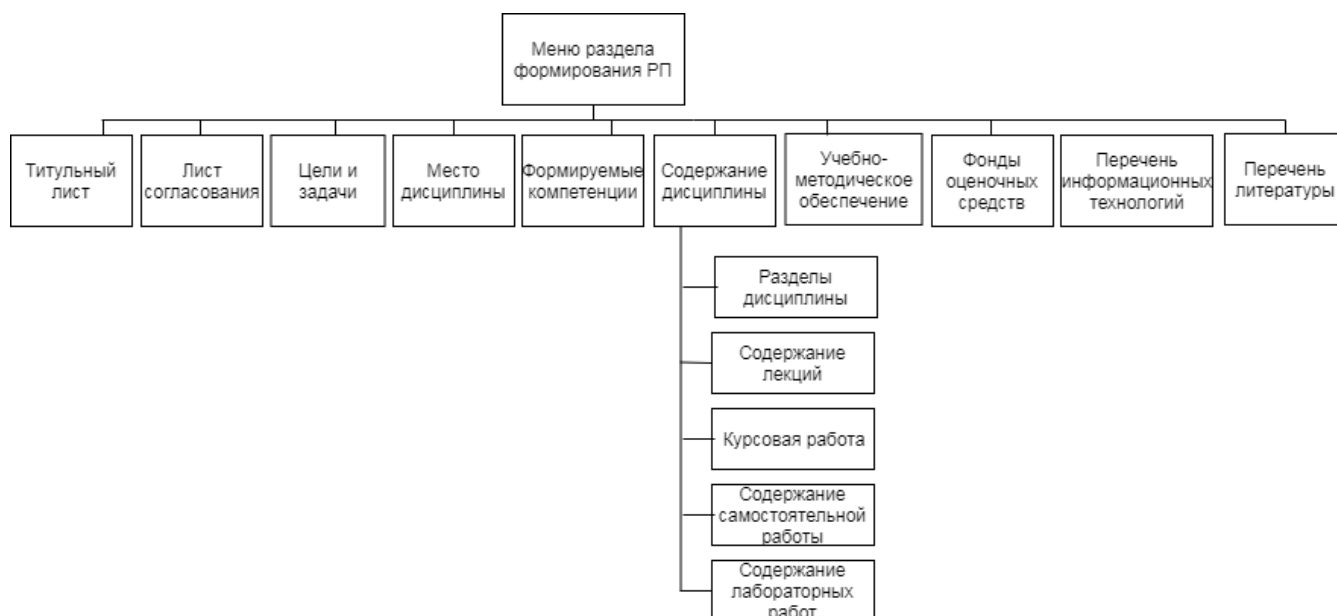 Меню раздела
формирования РП
Титульный
лист
Лист
согласования
Цели и
задачи
Место
дисциплины
Формируемые
компетенции
Содержание
дисциплины
Учебно-
методическое
обеспечение
Фонды
оценочных
средств
Перечень
информационных
технологий
Перечень
литературы
Разделы
дисциплины
Содержание
лекций
Курсовая работа
Содержание
самостоятельной
работы
Содержание
лабораторных
работ